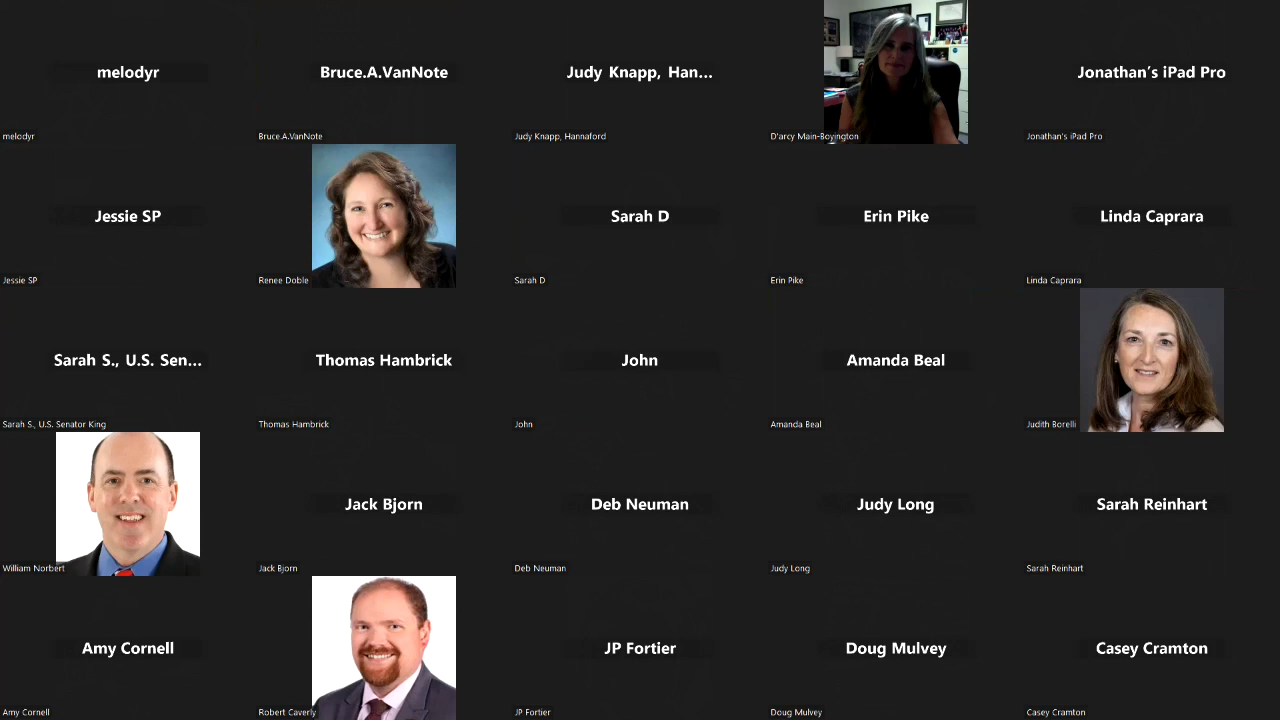 melodyr
Bruce.A.VanNote
Judy Knapp, Han...
Jonathan's iPad Pro
melodyr
Bruce.A.VanNote
Judy Knapp, Hannaford
D'arcy Main-Boyington
Jonathan's iPad Pro
Jessie SP
Sarah D
Erin Pike
Linda Caprara
Jessie SP
Renee Doble
Sarah D
Erin Pike
Linda Caprara
Sarah S., U.S. Sen...
Thomas Hambrick
John
Amanda Beal
Sarah S., U.S. Senator King
Thomas Hambrick
John
Amanda Beal
Judith Borelli
Jack Bjorn
Deb Neuman
Judy Long
Sarah Reinhart
William Norbert
Jack Bjorn
Deb Neuman
Judy Long
Sarah Reinhart
Amy Cornell
JP Fortier
Doug Mulvey
Casey Cramton
Amy Cornell
Robert Caverly
JP Fortier
Doug Mulvey
Casey Cramton